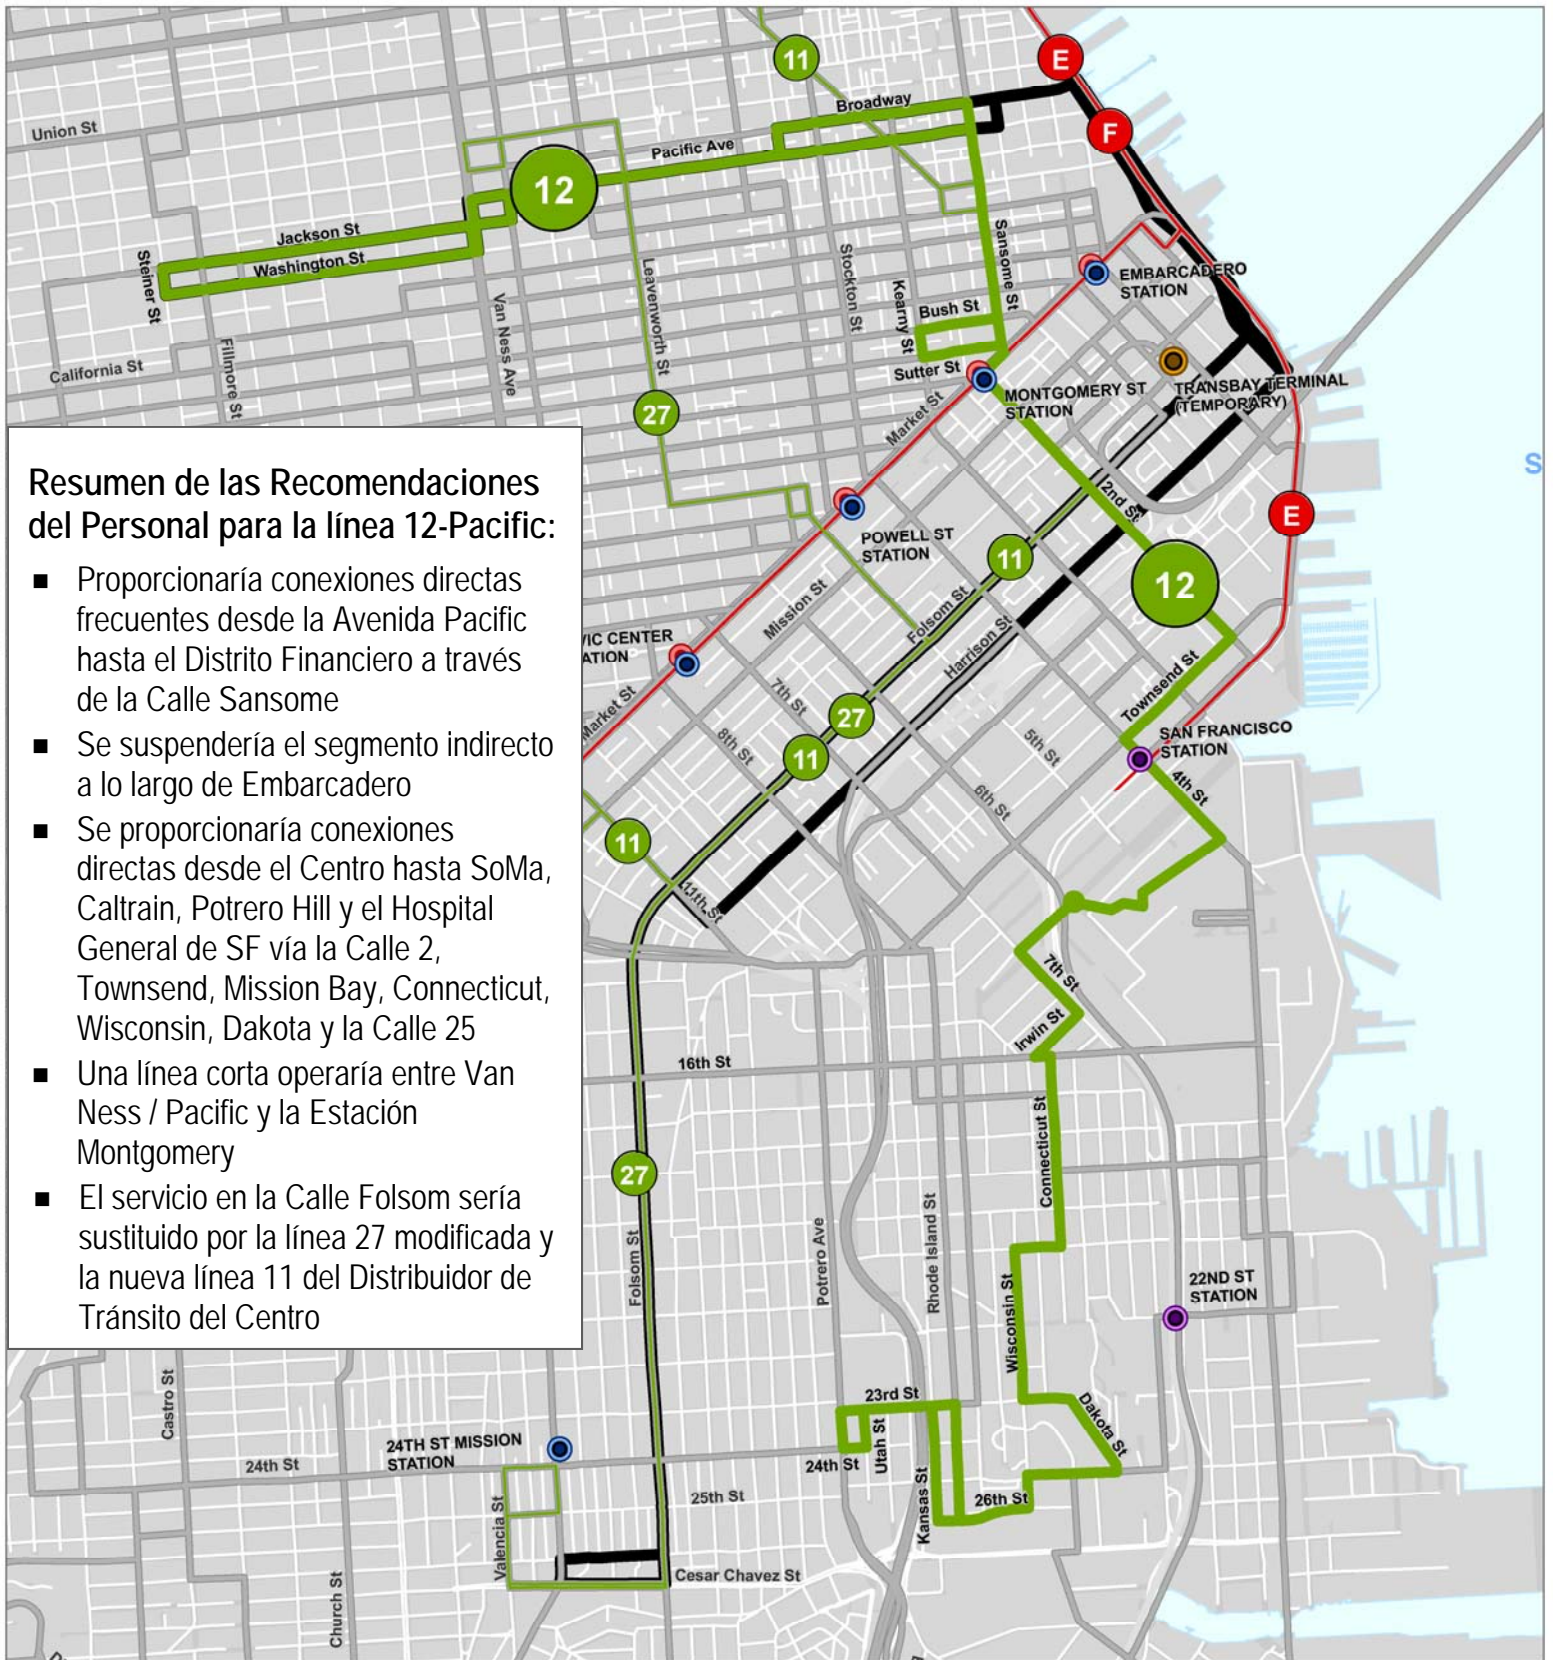 11
E
Broadway
F
Union St
Pacific Ave
12
Jackson St
Washington St
Steiner St
Leavenworth St
Stockton St
Sansome St
Kearny St
Bush St
EMBARCADERO
STATION
Van Ness Ave
Fillmore St
California St
Sutter St
MONTGOMERY ST
STATION
TRANSBAY TERMINAL
(TEMPORARY)
27
Market St
S
2nd St
E
POWELL ST
STATION
11
12
Mission St
Folsom St
Harrison St
VIC CENTER
ATION
Market St
7th St
8th St
27
11
Townsend St
SAN FRANCISCO
STATION
5th St
6th St
4th St
11
11th St
7th St
Irwin St
16th St
Connecticut St
27
Folsom St
Potrero Ave
Rhode Island St
Wisconsin St
22ND ST
STATION
Resumen de las Recomendaciones
del Personal para la línea 12-Pacific:
▪ Proporcionaría conexiones directas
frecuentes desde la Avenida Pacific
hasta el Distrito Financiero a través
de la Calle Sansome
▪ Se suspendería el segmento indirecto
a lo largo de Embarcadero
▪ Se proporcionaría conexiones
directas desde el Centro hasta SoMa,
Caltrain, Potrero Hill y el Hospital
General de SF vía la Calle 2,
Townsend, Mission Bay, Connecticut,
Wisconsin, Dakota y la Calle 25
▪ Una línea corta operaría entre Van
Ness / Pacific y la Estación
Montgomery
▪ El servicio en la Calle Folsom sería
sustituido por la línea 27 modificada y
la nueva línea 11 del Distribuidor de
Tránsito del Centro
23rd St
Dakota St
Castro St
24TH ST MISSION
STATION
24th St
24th St
Utah St
Kansas St
26th St
25th St
Valencia St
Cesar Chavez St
Church St